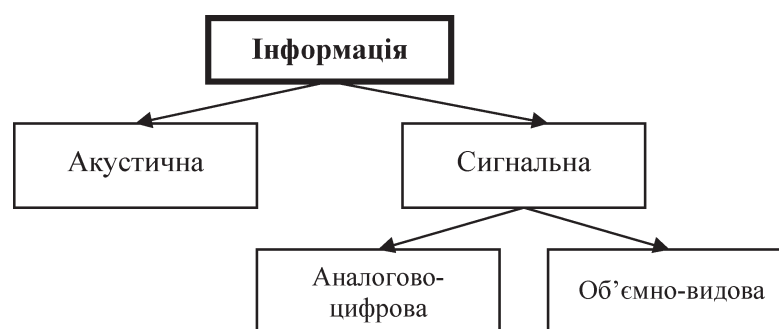 Інформація
Акустична
Сигнальна
Аналогово-
цифрова
Об’ємно-видова